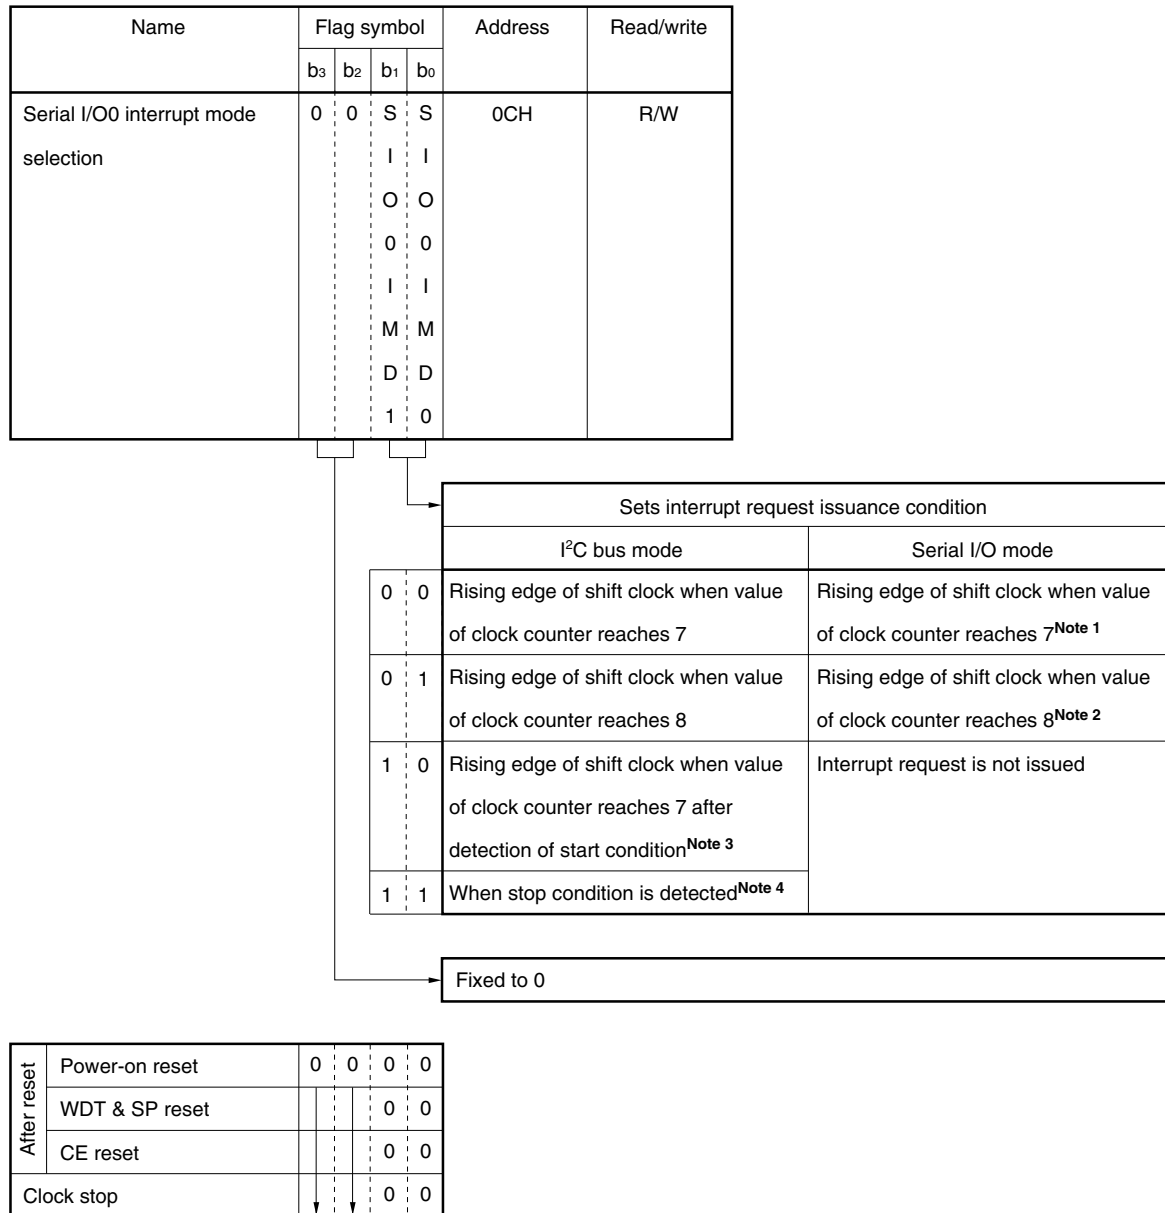 Name Flag symbol Address Read/write
b3 b2 b1 b0
Serial I/O0 interrupt mode 0 0 S S 0CH R/W
selection I I
O O
0 0
I I
M M
D D
1 0
Sets interrupt request issuance condition
I2C bus mode Serial I/O mode
0 0 Rising edge of shift clock when value Rising edge of shift clock when value
of clock counter reaches 7 of clock counter reaches 7Note 1
0 1 Rising edge of shift clock when value Rising edge of shift clock when value
of clock counter reaches 8 of clock counter reaches 8Note 2
1 0 Rising edge of shift clock when value Interrupt request is not issued
of clock counter reaches 7 after
detection of start conditionNote 3
1 1 When stop condition is detectedNote 4
Fixed to 0
After reset
Power-on reset 0 0 0 0
WDT & SP reset 0 0
CE reset 0 0
Clock stop 0 0